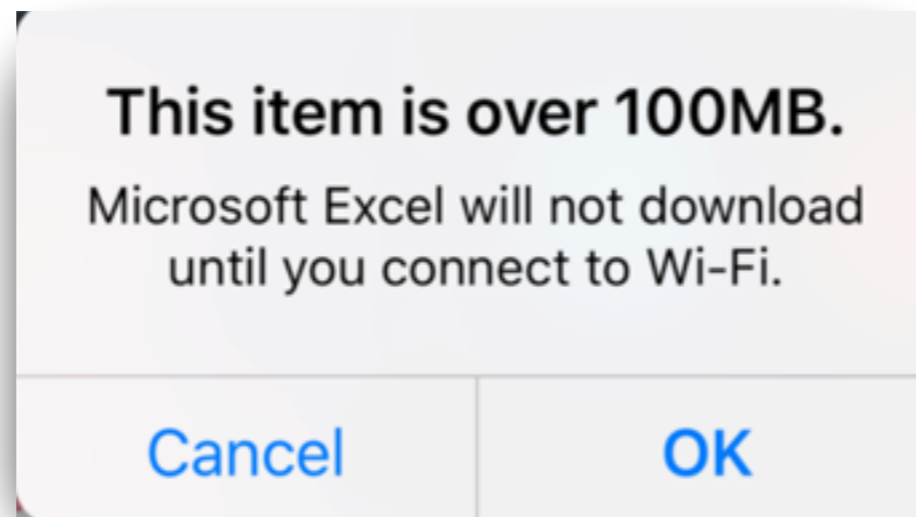 This item is over 100MB.
Microsoft Excel will not download
until you connect to Wi-Fi.
Cancel
OK